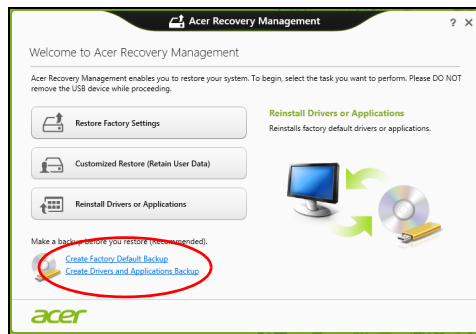 Acer Recovery Management
? X
Welcome to Acer Recovery Management
Acer Recovery Management enables you to restore your system. To begin, select the task you want to perform. Please DO NOT
remove the USB device while proceeding.
Restore Factory Settings
Customized Restore (Retain User Data)
Reinstall Drivers or Applications
Reinstall Drivers or Applications
Reinstalls factory default drivers or applications.
Make a backup before you restore (Recommended).
Create Factory Default Backup
Create Drivers and Applications Backup
acer